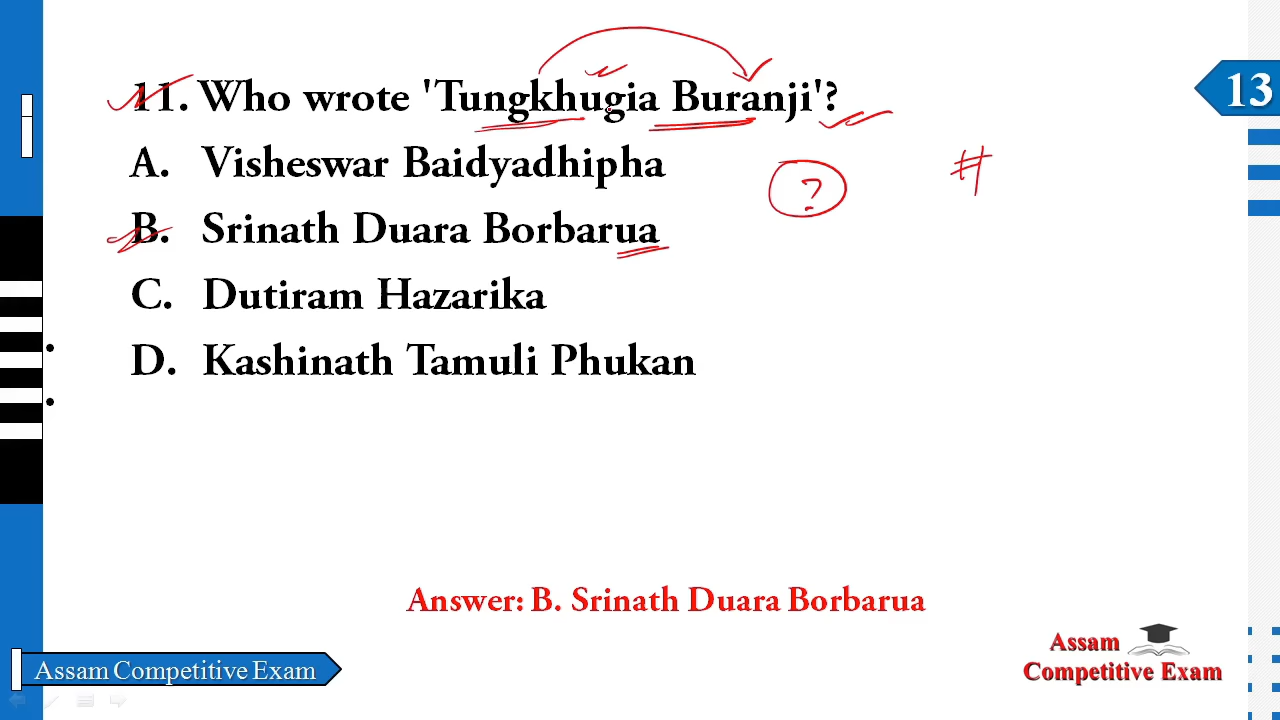 11. Who wrote 'Tungkhugia Buranji'?
13
A. Visheswar Baidyadhipha
?
#
B. Srinath Duara Borbarua
C. Dutiram Hazarika
D. Kashinath Tamuli Phukan
Answer: B. Srinath Duara Borbarua
Assam Competitive Exam
Assam
Competitive Exam